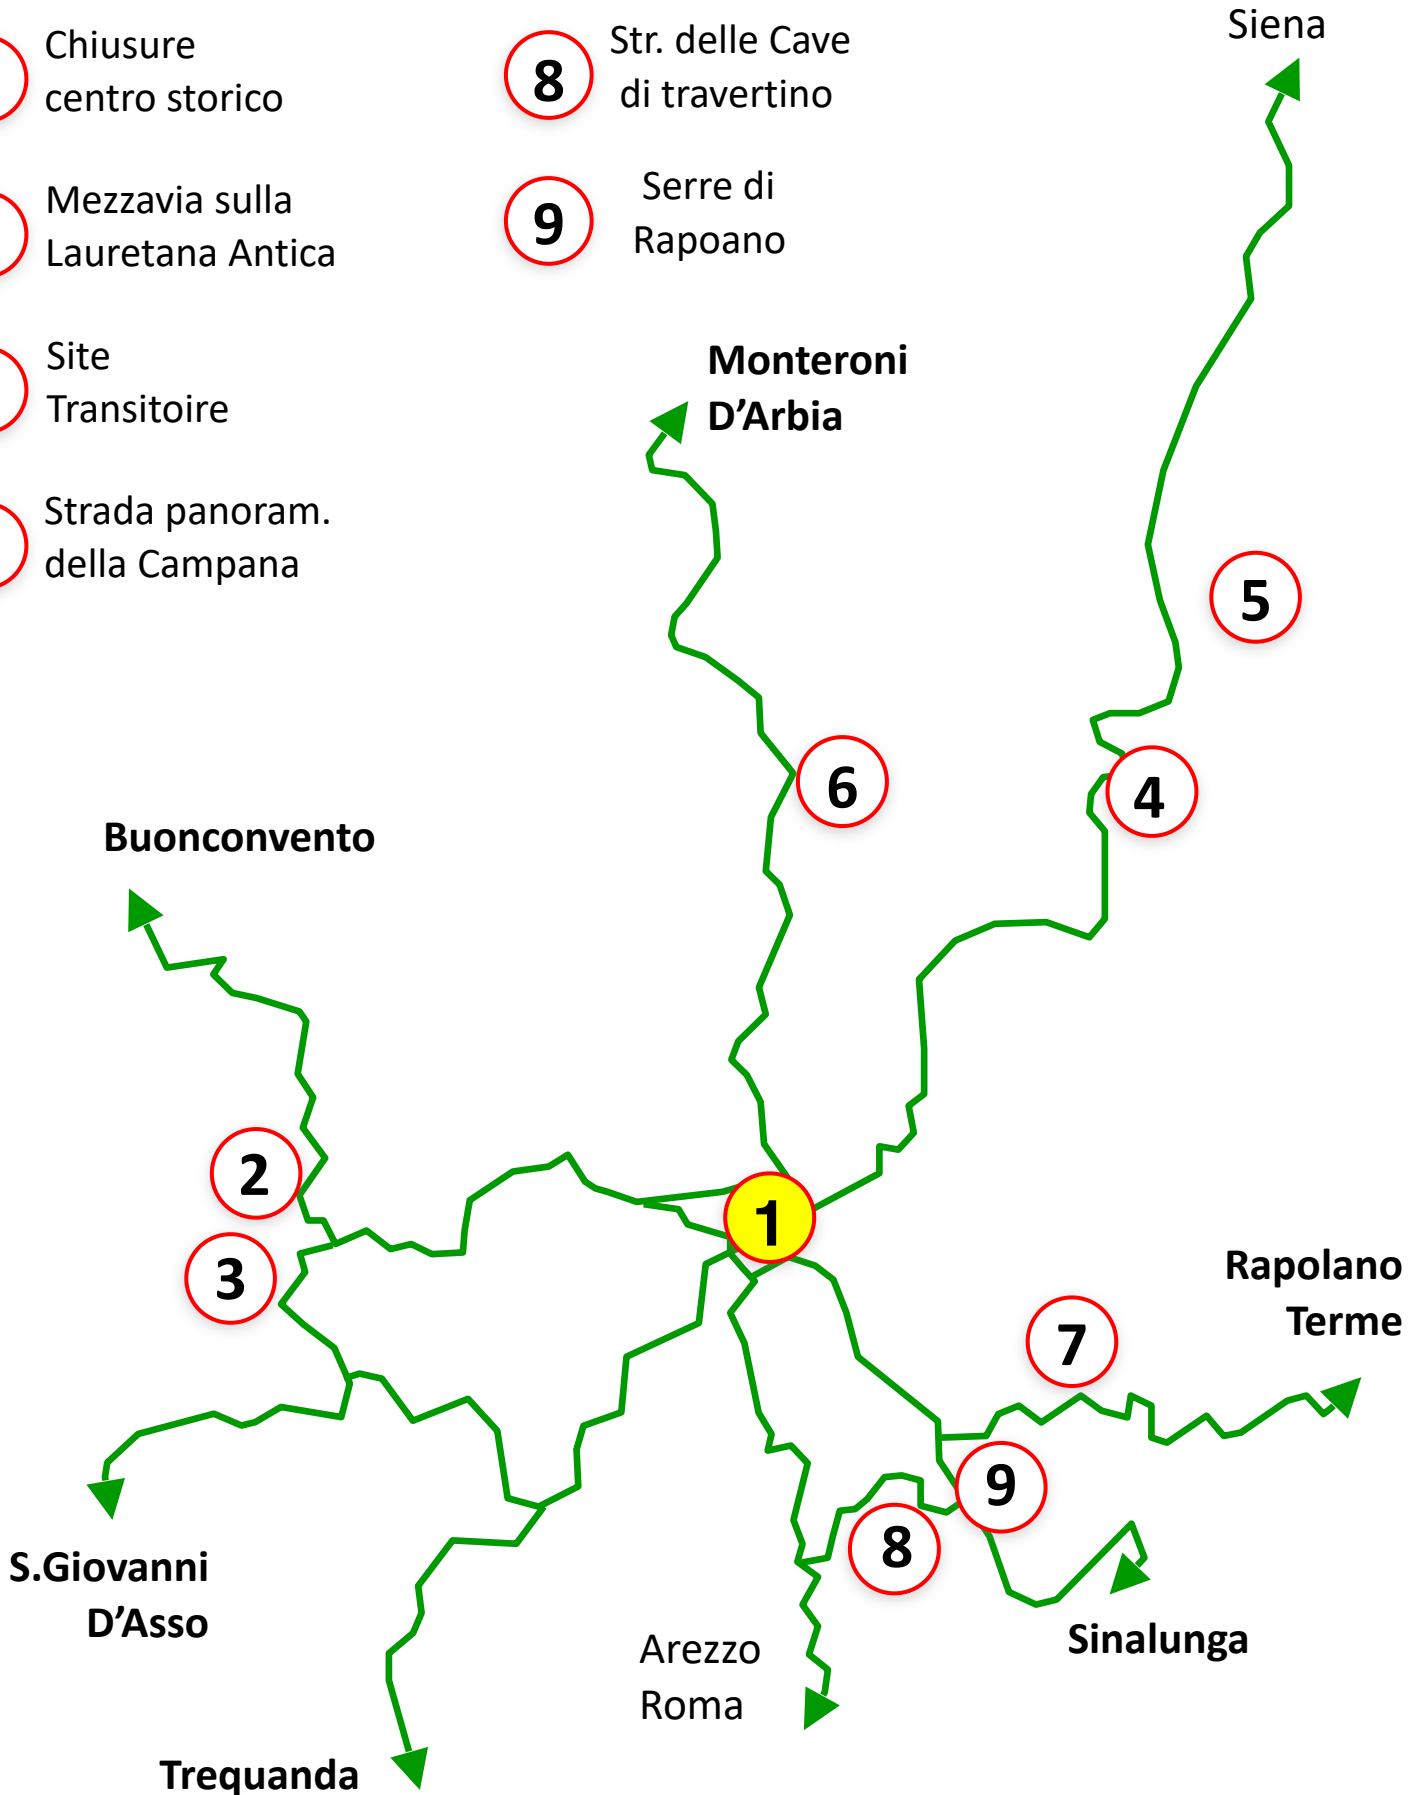 Chiusure
centro storico
Mezzavia sulla
Lauretana Antica
Site
Transitoire
Strada panoram.
della Campana
8
Str. delle Cave
di travertino
9
Serre di
Rapoano
Siena
Monteroni
D'Arbia
5
6
4
Buonconvento
2
1
3
Rapolano
Terme
7
9
8
S.Giovanni
D'Asso
Arezzo
Roma
Sinalunga
Trequanda